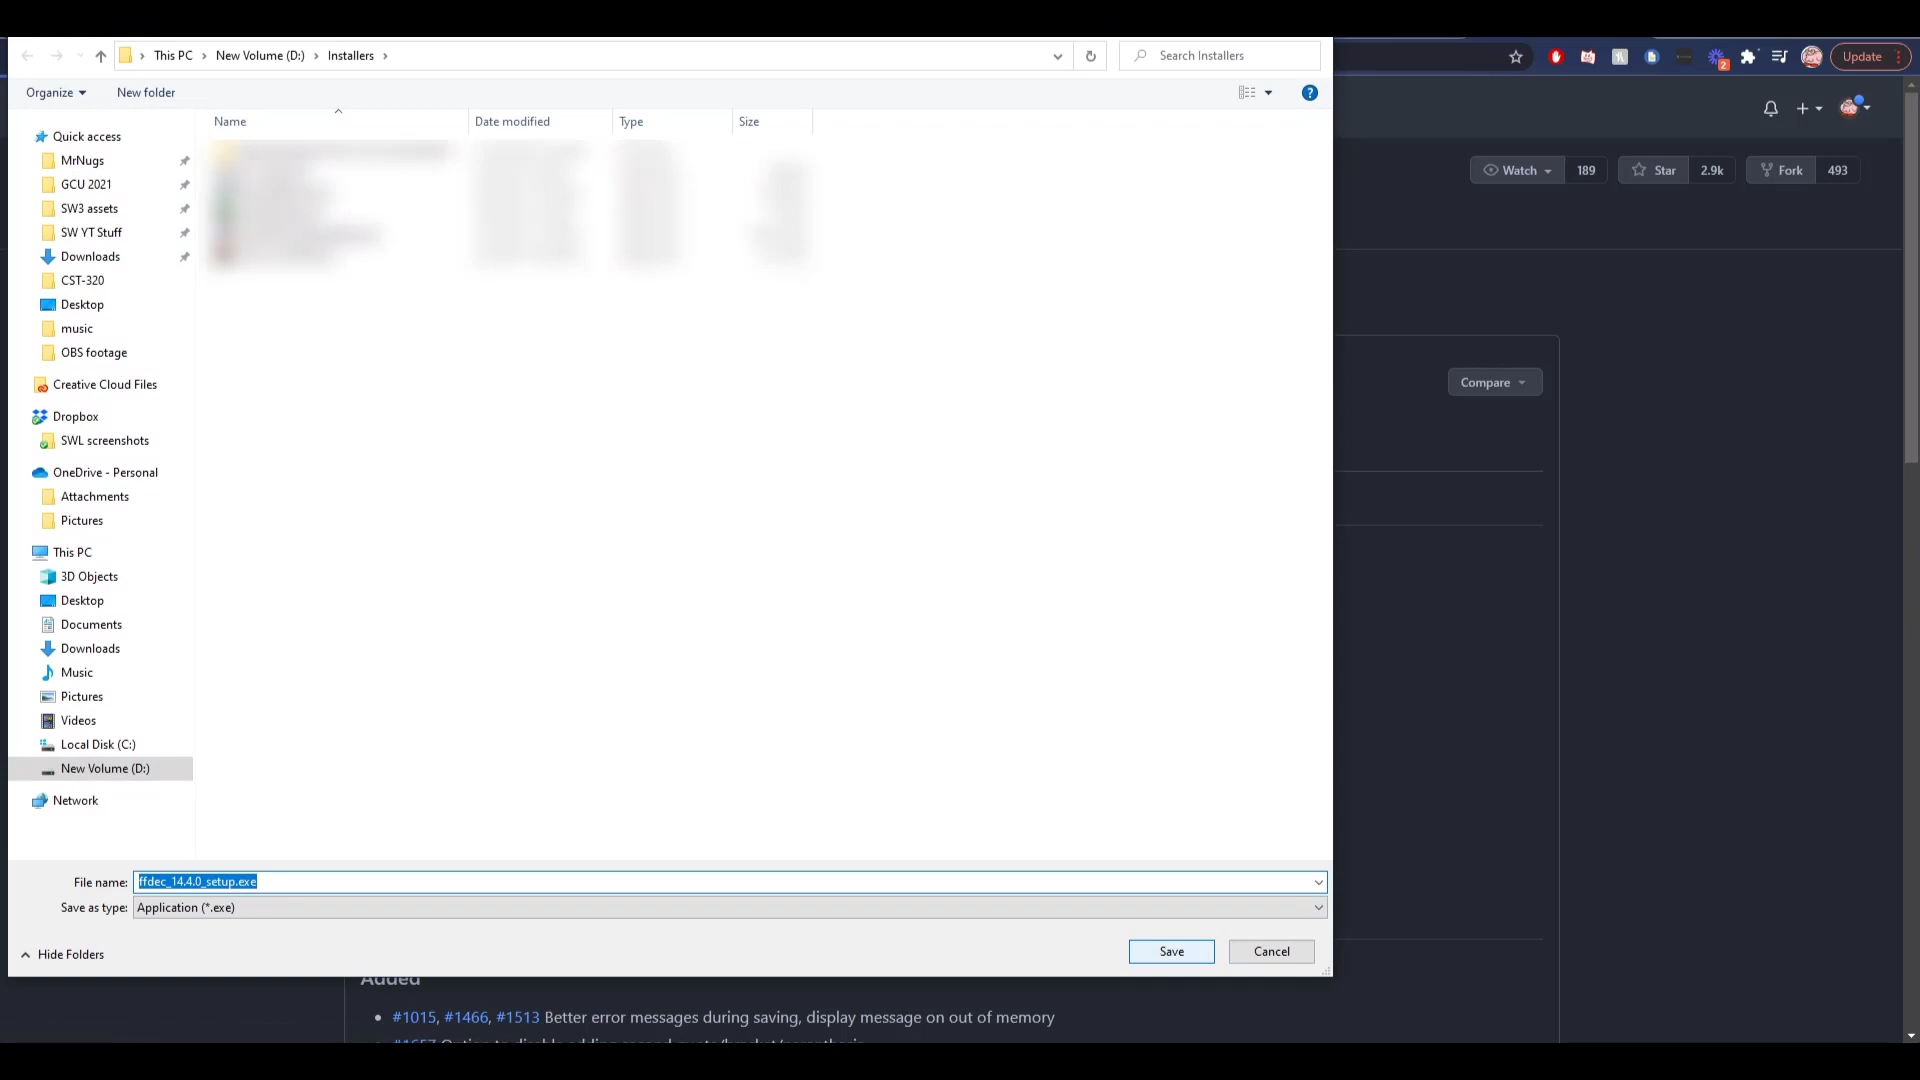 This PC
New Volume (D:)
Installers
Search Installers
Update
Organize
New folder
?
Name
Date modified
Type
Size
Quick access
MrNugs
GCU 2021
SW3 assets
SW YT Stuff
Downloads
CST-320
Desktop
music
OBS footage
Creative Cloud Files
Dropbox
SWL screenshots
OneDrive - Personal
Attachments
Pictures
This PC
3D Objects
Desktop
Documents
Downloads
Music
Pictures
Videos
Local Disk (C:)
New Volume (D:)
Network
2
Watch 189
Star 2.9k
Fork 493
Compare
File name: ffdec_14.4.0_setup.exe
Save as type: Application (*.exe)
Hide Folders
Save
Cancel
Added
#1015, #1466, #1513 Better error messages during saving, display message on out of memory